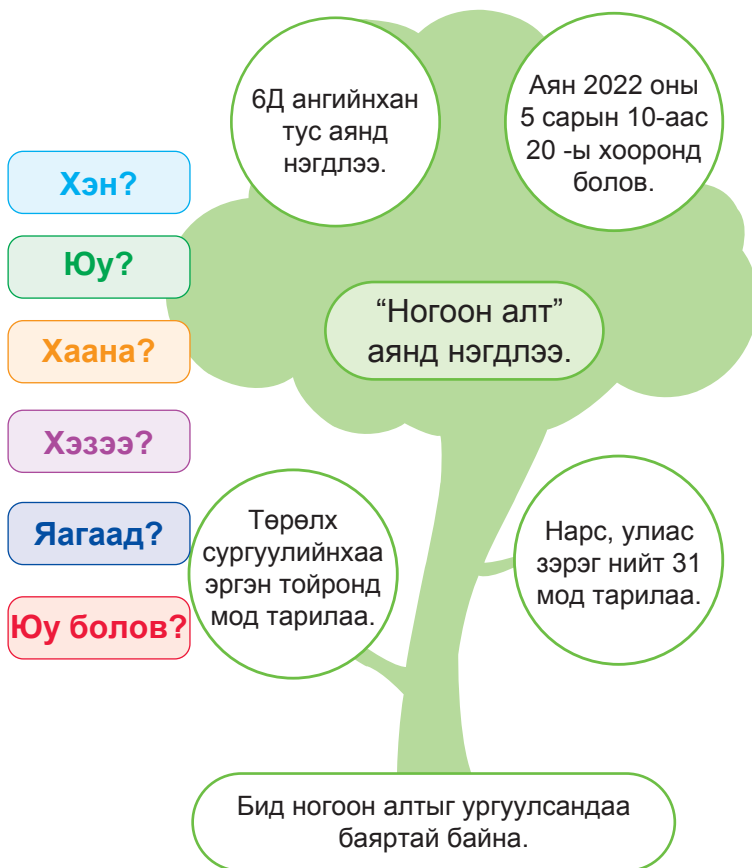 6Д ангийнхан
тус аянд
нэгдлээ.
Аян 2022 оны
5 сарын 10-аас
20 -ы хооронд
болов.
Хэн?
Юу?
Хаана?
Хэзээ?
Яагаад?
Юу болов?
“Ногоон алт”
аянд нэгдлээ.
Төрөлх
сургуулийнхаа
эргэн тойронд
мод тарилаа.
Нарс, улиас
зэрэг нийт 31
мод тарилаа.
Бид ногоон алтыг ургуулсандаа
баяртай байна.